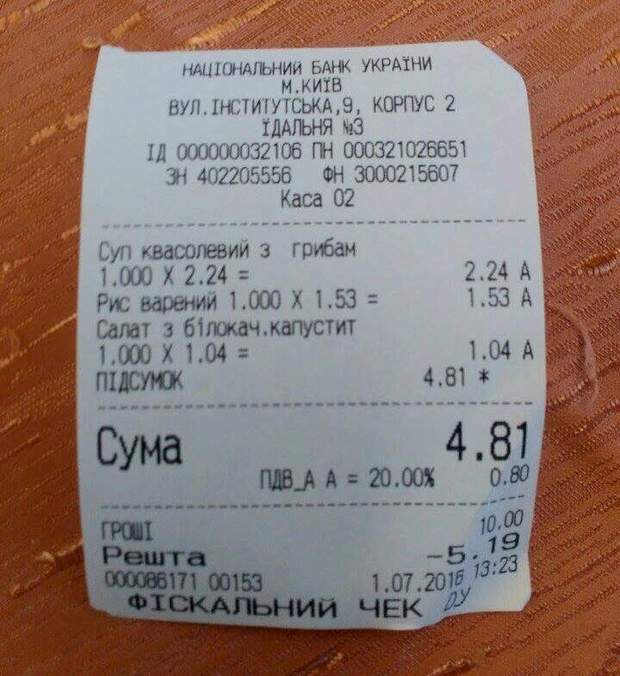 НАЦІОНАЛЬНИЙ БАНК УКРАЇНИ
М.КИЇВ
ВУЛ.ІНСТИТУТСЬКА,9, КОРПУС 2
ЇДАЛЬНЯ №3
ІД 000000032106 ПН 000321026651
ЗН 402205556 ФН 3000215607
Каса 02
Суп квасолевий з грибам
1.000 X 2.24 = 2.24 А
Рис варений 1.000 X 1.53 = 1.53 А
Салат з білокач.капустит
1.000 X 1.04 = 1.04 А
ПІДСУМОК 4.81 *
Сума 4.81
ПДВ_А А = 20.00% 0.80
ГРОШІ 10.00
Решта -5.19
000086171 00153 1.07.2016 13:23
ФІСКАЛЬНИЙ ЧЕК